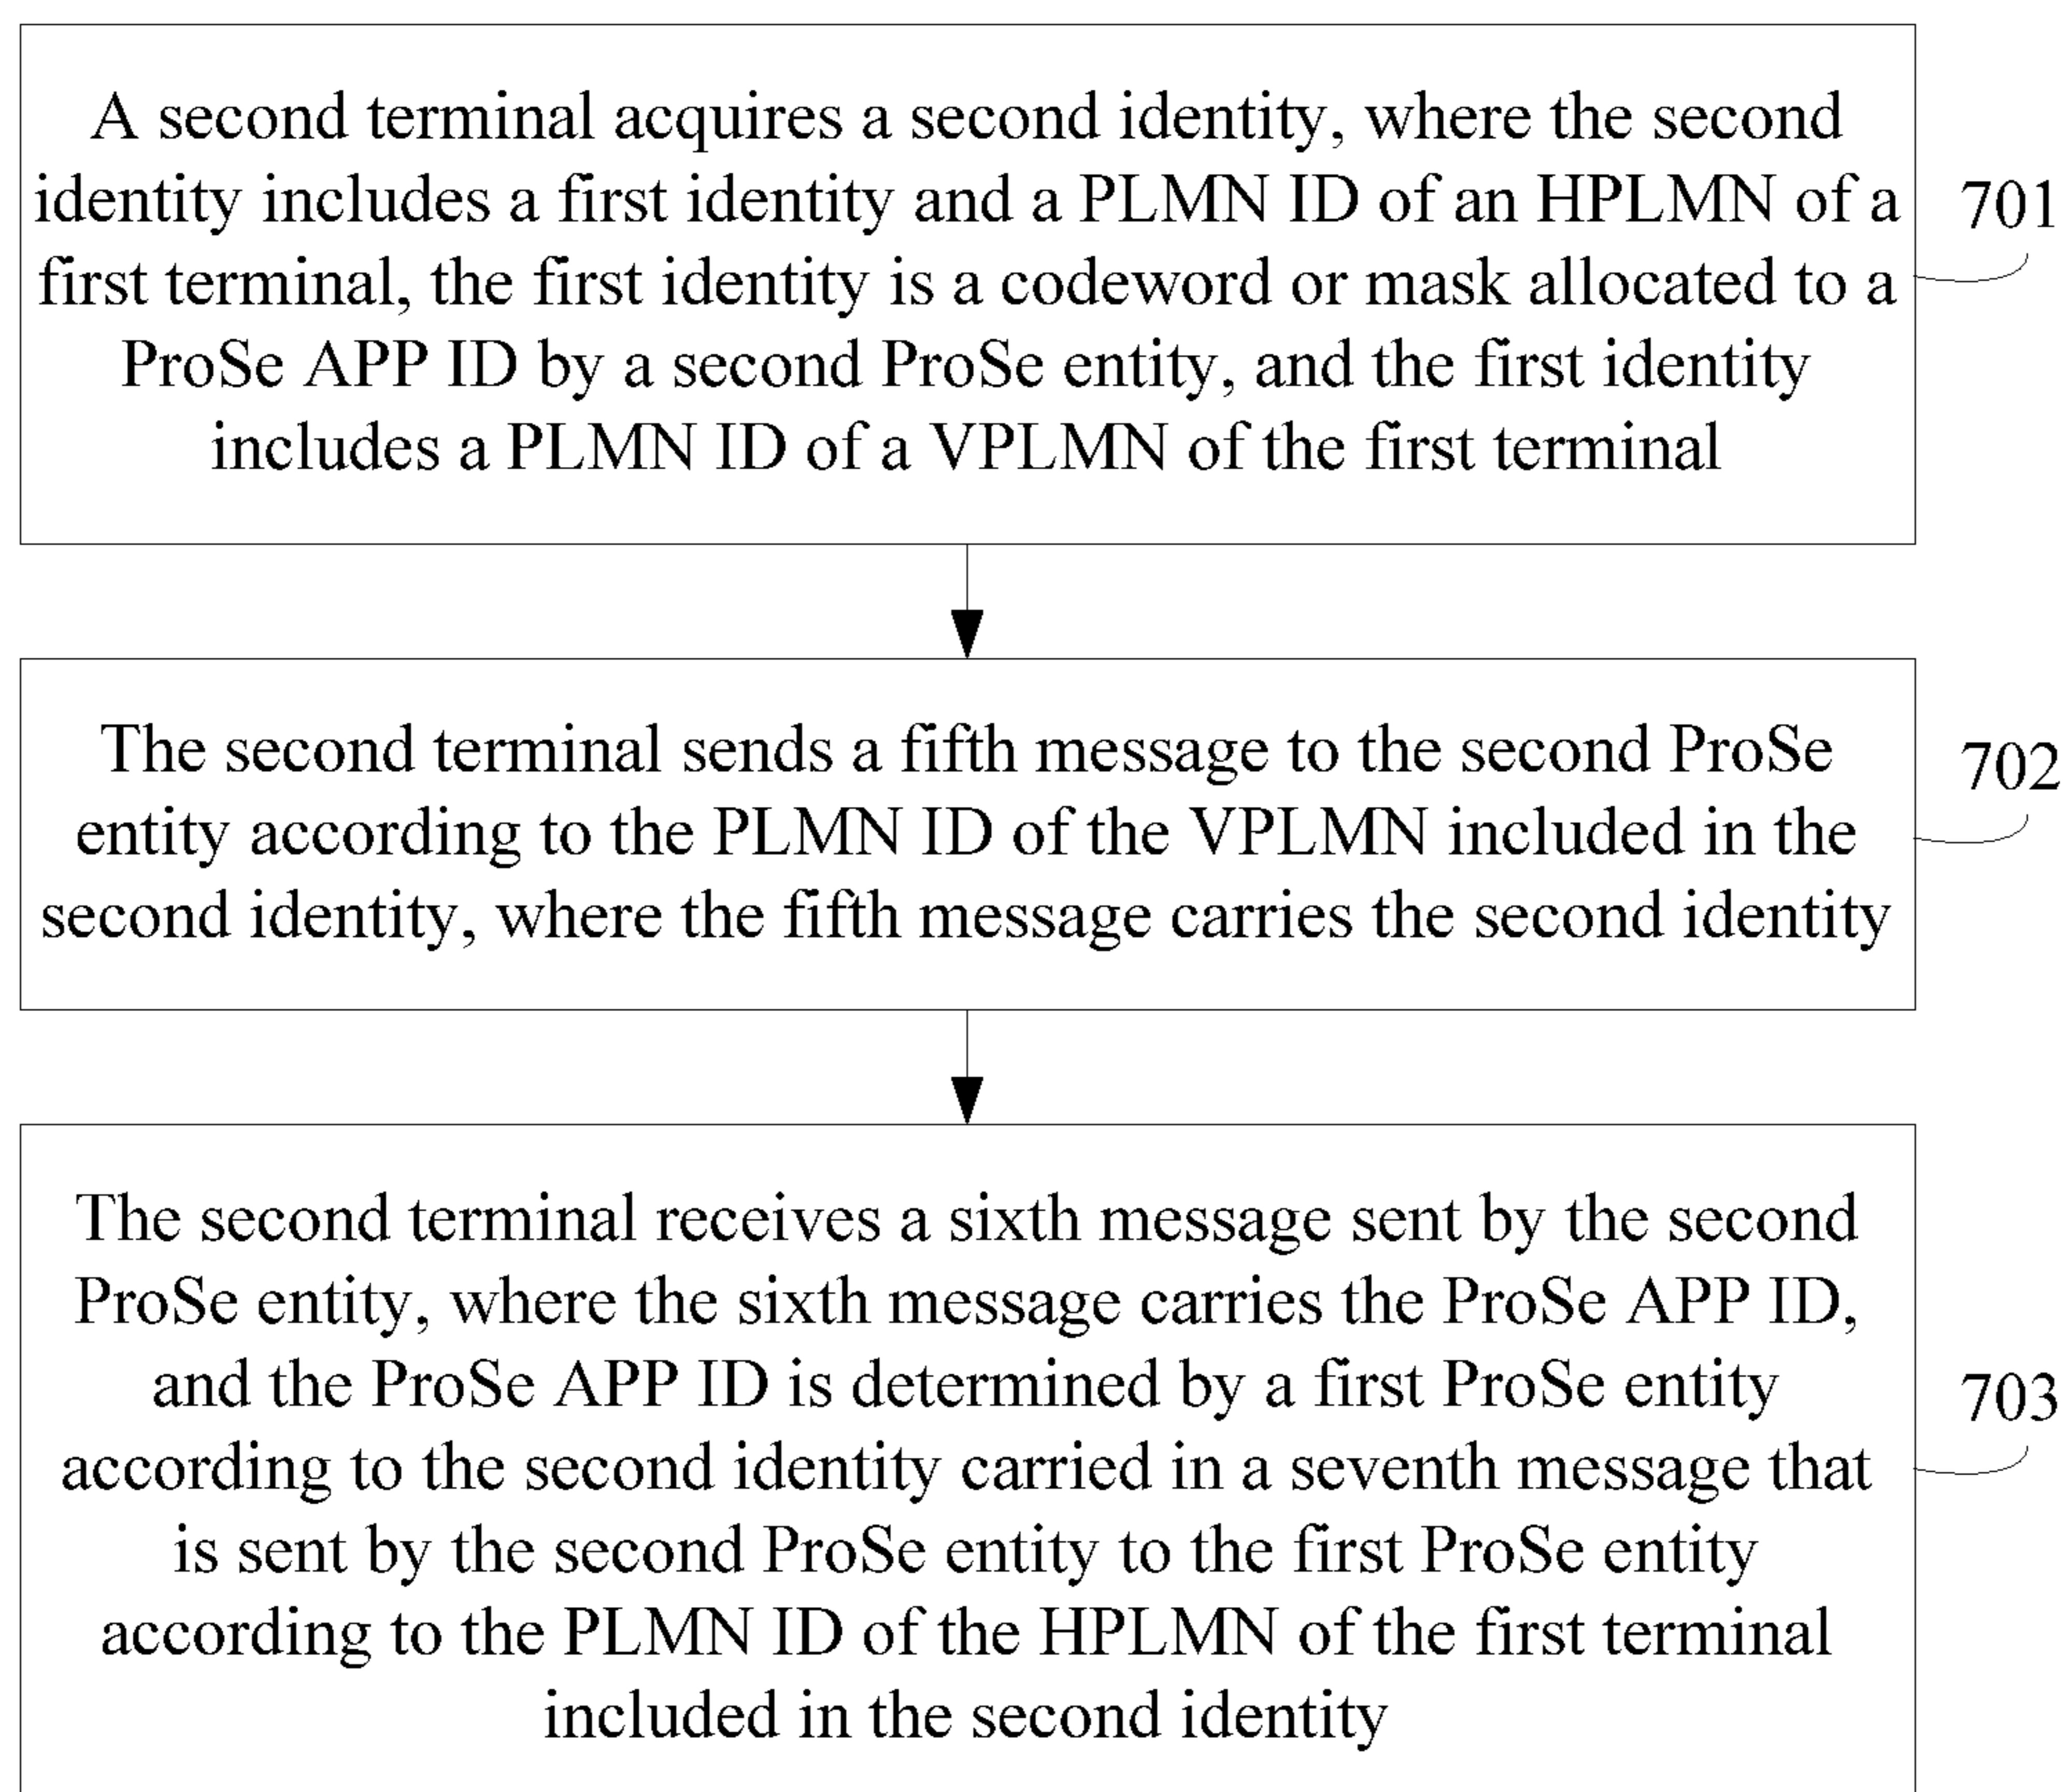 A second terminal acquires a second identity, where the second
identity includes a first identity and a PLMN ID of an HPLMN of a
first terminal, the first identity is a codeword or mask allocated to a
ProSe APP ID by a second ProSe entity, and the first identity
includes a PLMN ID of a VPLMN of the first terminal
701
The second terminal sends a fifth message to the second ProSe
entity according to the PLMN ID of the VPLMN included in the
second identity, where the fifth message carries the second identity
702
The second terminal receives a sixth message sent by the second
ProSe entity, where the sixth message carries the ProSe APP ID,
and the ProSe APP ID is determined by a first ProSe entity
according to the second identity carried in a seventh message that
is sent by the second ProSe entity to the first ProSe entity
according to the PLMN ID of the HPLMN of the first terminal
included in the second identity
703